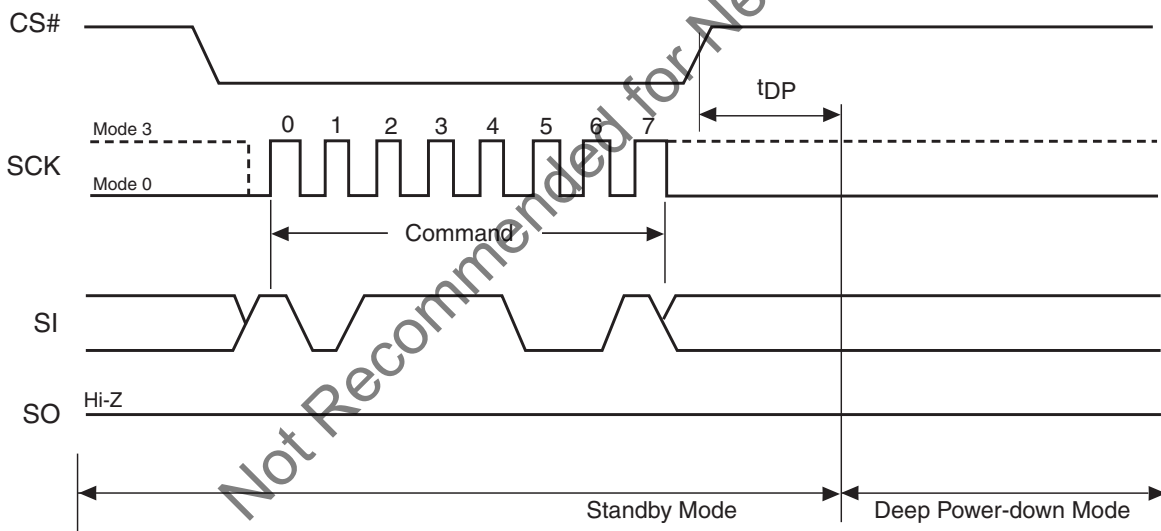 CS#
tDP
Mode 3
0 1 2 3 4 5 6 7
SCK
Mode 0
Command
SI
Hi-Z
SO
Standby Mode
Deep Power-down Mode
Not Recommended for Ne